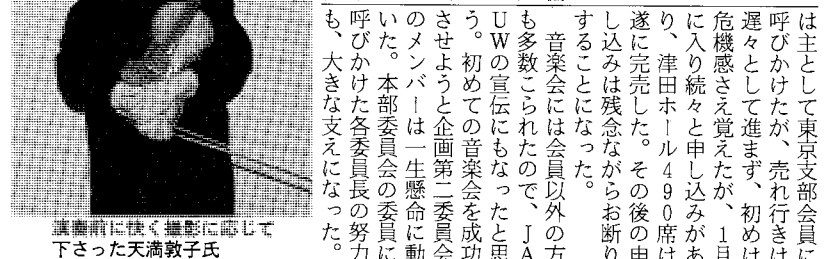 は主として東京支部会員に
呼びかけたが、売れ行きは
遅々として進まず、初めは
危機感さえ覚えたが、1月
に入り続々と申し込みがあ
り、津田ホール490席は
遂に完売した。その後の申
し込みは残念ながらお断り
することになった。
音楽会には会員以外の方
も多数こられたので、JA
UWの宣伝にもなったと思
う。初めての音楽会を成功
させようと企画第二委員会
のメンバーは一生懸命に動
いた。本部委員会の委員に
呼びかけた各委員長の努力
も、大きな支えになった。
演奏前に快く撮影に応じて
下さった天満敦子氏